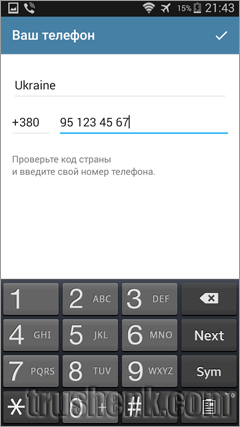 15% 21:43
Ваш телефон
Ukraine
+380 95 123 45 67
Проверьте код страны
и введите свой номер телефона.
1 2 ABC 3 DEF
4 GHI 5 JKL 6 MNO Next
7 PQRS 8 TUV 9 WXYZ Sym
* 0 + #